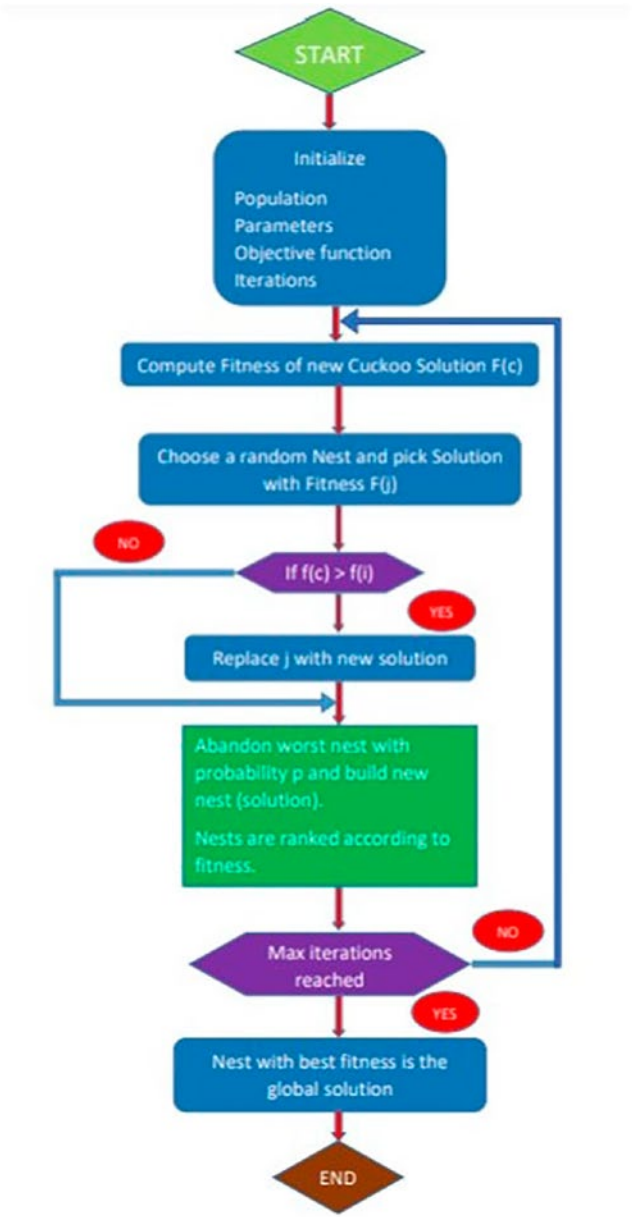 START
Initialize
Population
Parameters
Objective function
Iterations
Compute Fitness of new Cuckoo Solution F(c)
Choose a random Nest and pick Solution
with Fitness F(j)
NO
If f(c) > f(i)
YES
Replace j with new solution
Abandon worst nest with
probability p and build new
nest (solution).
Nests are ranked according to
fitness.
NO
Max iterations
reached
YES
Nest with best fitness is the
global solution
END